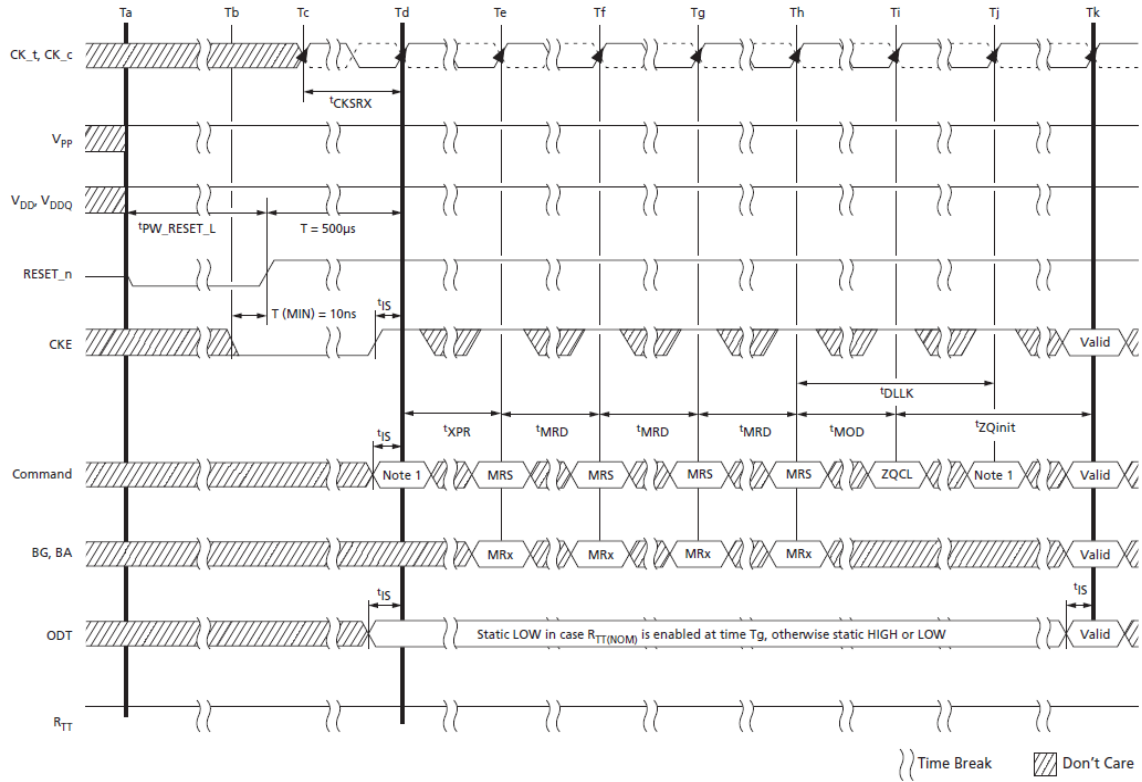 Ta Tb Tc Td Te Tf Tg Th Ti Tj Tk
CK_t, CK_c
tCKSRX
VPP
VDD, VDDQ
tPW_RESET_L T = 500μs
RESET_n
T (MIN) = 10ns tIS
CKE Valid
tDLLK
tXPR tMRD tMRD tMRD tMOD tZQinit
tIS
Command Note 1 MRS MRS MRS MRS ZQCL Note 1 Valid
BG, BA MRx MRx MRx MRx Valid
tIS tIS
ODT Static LOW in case RTT(NOM) is enabled at time Tg, otherwise static HIGH or LOW Valid
RTT
Time Break Don't Care